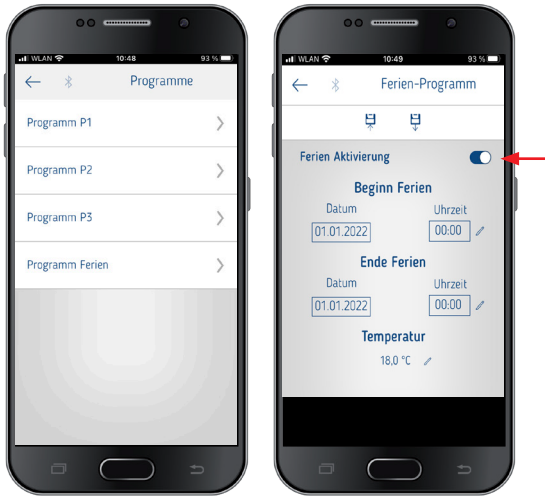 WLAN 10:48 93 %
Programme
Programm P1
Programm P2
Programm P3
Programm Ferien
WLAN 10:49 93 %
Ferien-Programm
Ferien Aktivierung
Beginn Ferien
Datum Uhrzeit
01.01.2022 00:00
Ende Ferien
Datum Uhrzeit
01.01.2022 00:00
Temperatur
18,0 °C